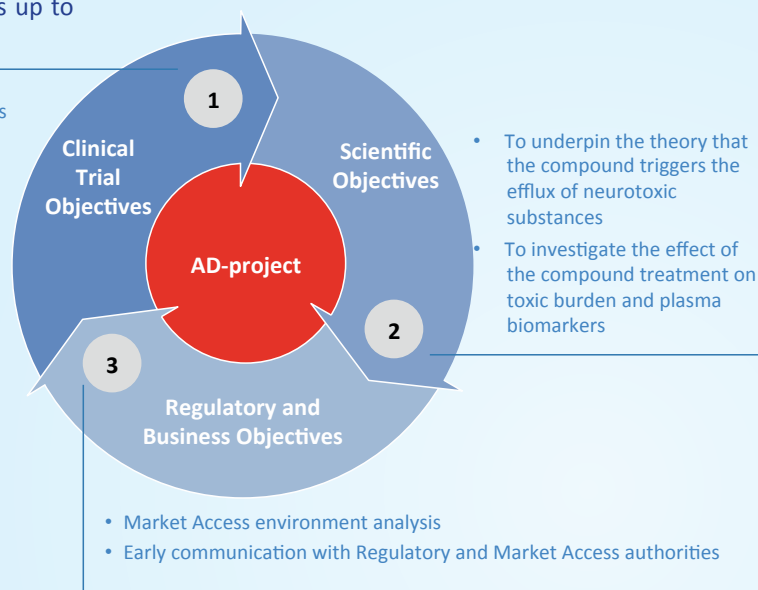 s up to
s
1
Clinical
Trial
Objectives
Scientific
Objectives
• To underpin the theory that
the compound triggers the
efflux of neurotoxic
substances
• To investigate the effect of
the compound treatment on
toxic burden and plasma
biomarkers
AD-project
2
3
Regulatory and
Business Objectives
• Market Access environment analysis
• Early communication with Regulatory and Market Access authorities